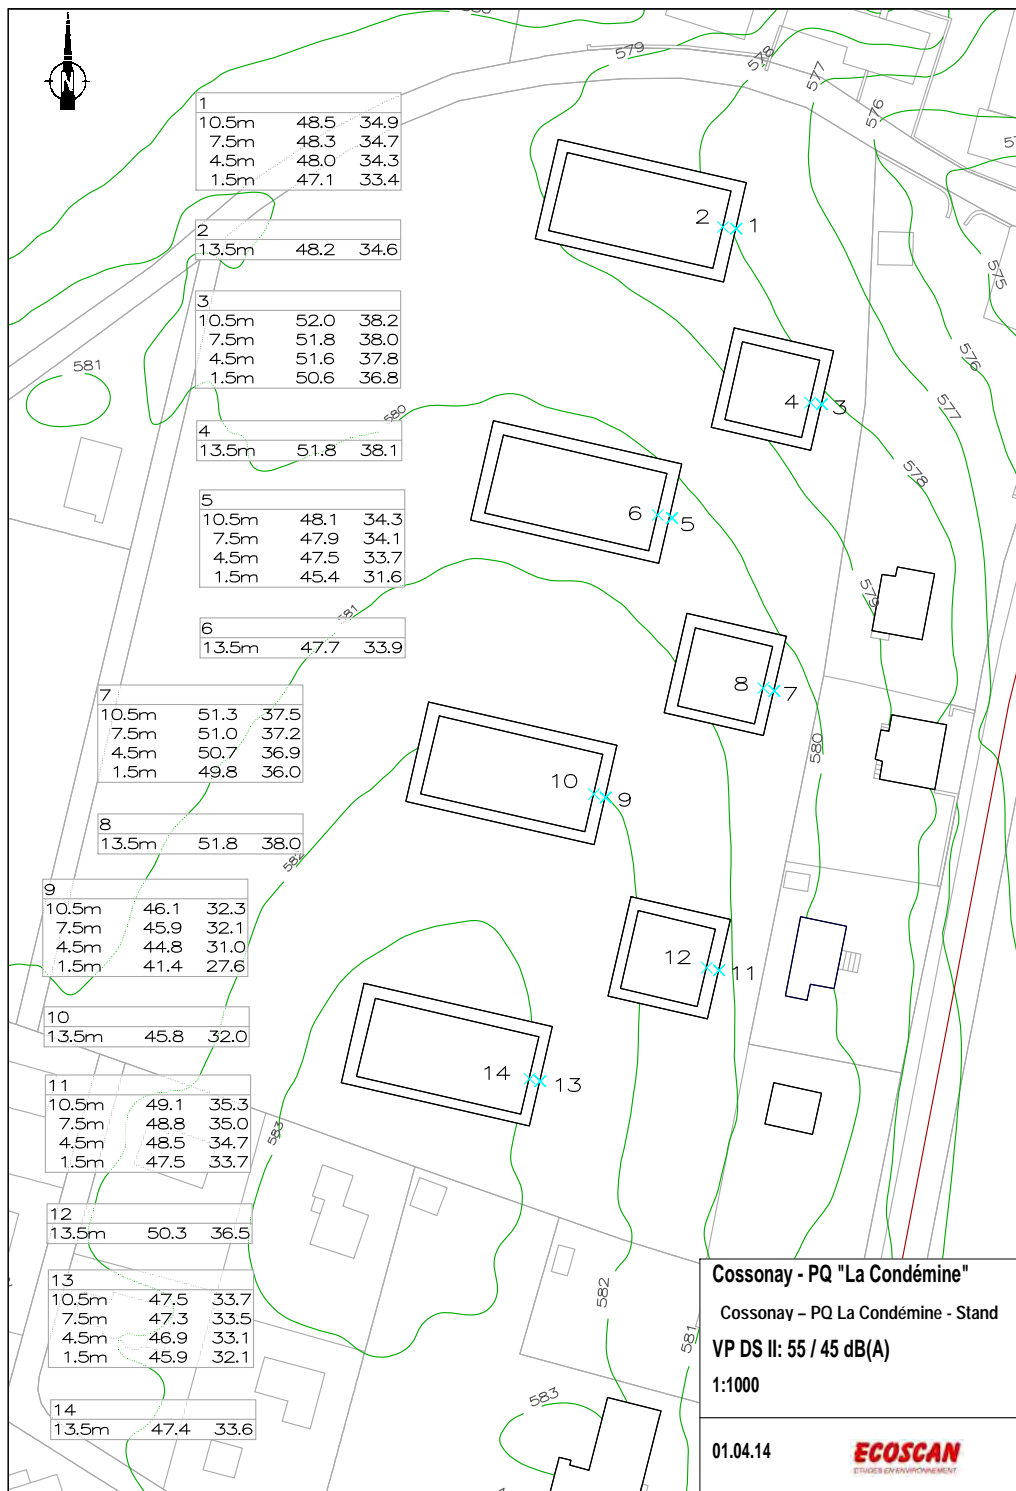 N
580
579
578
577
576
575
576
577
578
579
580
581
580
581
582
583
582
581
583
1
10.5m 48.5 34.9
7.5m 48.3 34.7
4.5m 48.0 34.3
1.5m 47.1 33.4
2
13.5m 48.2 34.6
3
10.5m 52.0 38.2
7.5m 51.8 38.0
4.5m 51.6 37.8
1.5m 50.6 36.8
4
13.5m 51.8 38.1
5
10.5m 48.1 34.3
7.5m 47.9 34.1
4.5m 47.5 33.7
1.5m 45.4 31.6
6
13.5m 47.7 33.9
7
10.5m 51.3 37.5
7.5m 51.0 37.2
4.5m 50.7 36.9
1.5m 49.8 36.0
8
13.5m 51.8 38.0
9
10.5m 46.1 32.3
7.5m 45.9 32.1
4.5m 44.8 31.0
1.5m 41.4 27.6
10
13.5m 45.8 32.0
11
10.5m 49.1 35.3
7.5m 48.8 35.0
4.5m 48.5 34.7
1.5m 47.5 33.7
12
13.5m 50.3 36.5
13
10.5m 47.5 33.7
7.5m 47.3 33.5
4.5m 46.9 33.1
1.5m 45.9 32.1
14
13.5m 47.4 33.6
2 1
4 3
6 5
8 7
10 9
12 11
14 13
Cossonay - PQ "La Condémine"
Cossonay – PQ La Condémine - Stand
VP DS II: 55 / 45 dB(A)
1:1000
01.04.14
ECOSCAN
ETUDES EN ENVIRONNEMENT